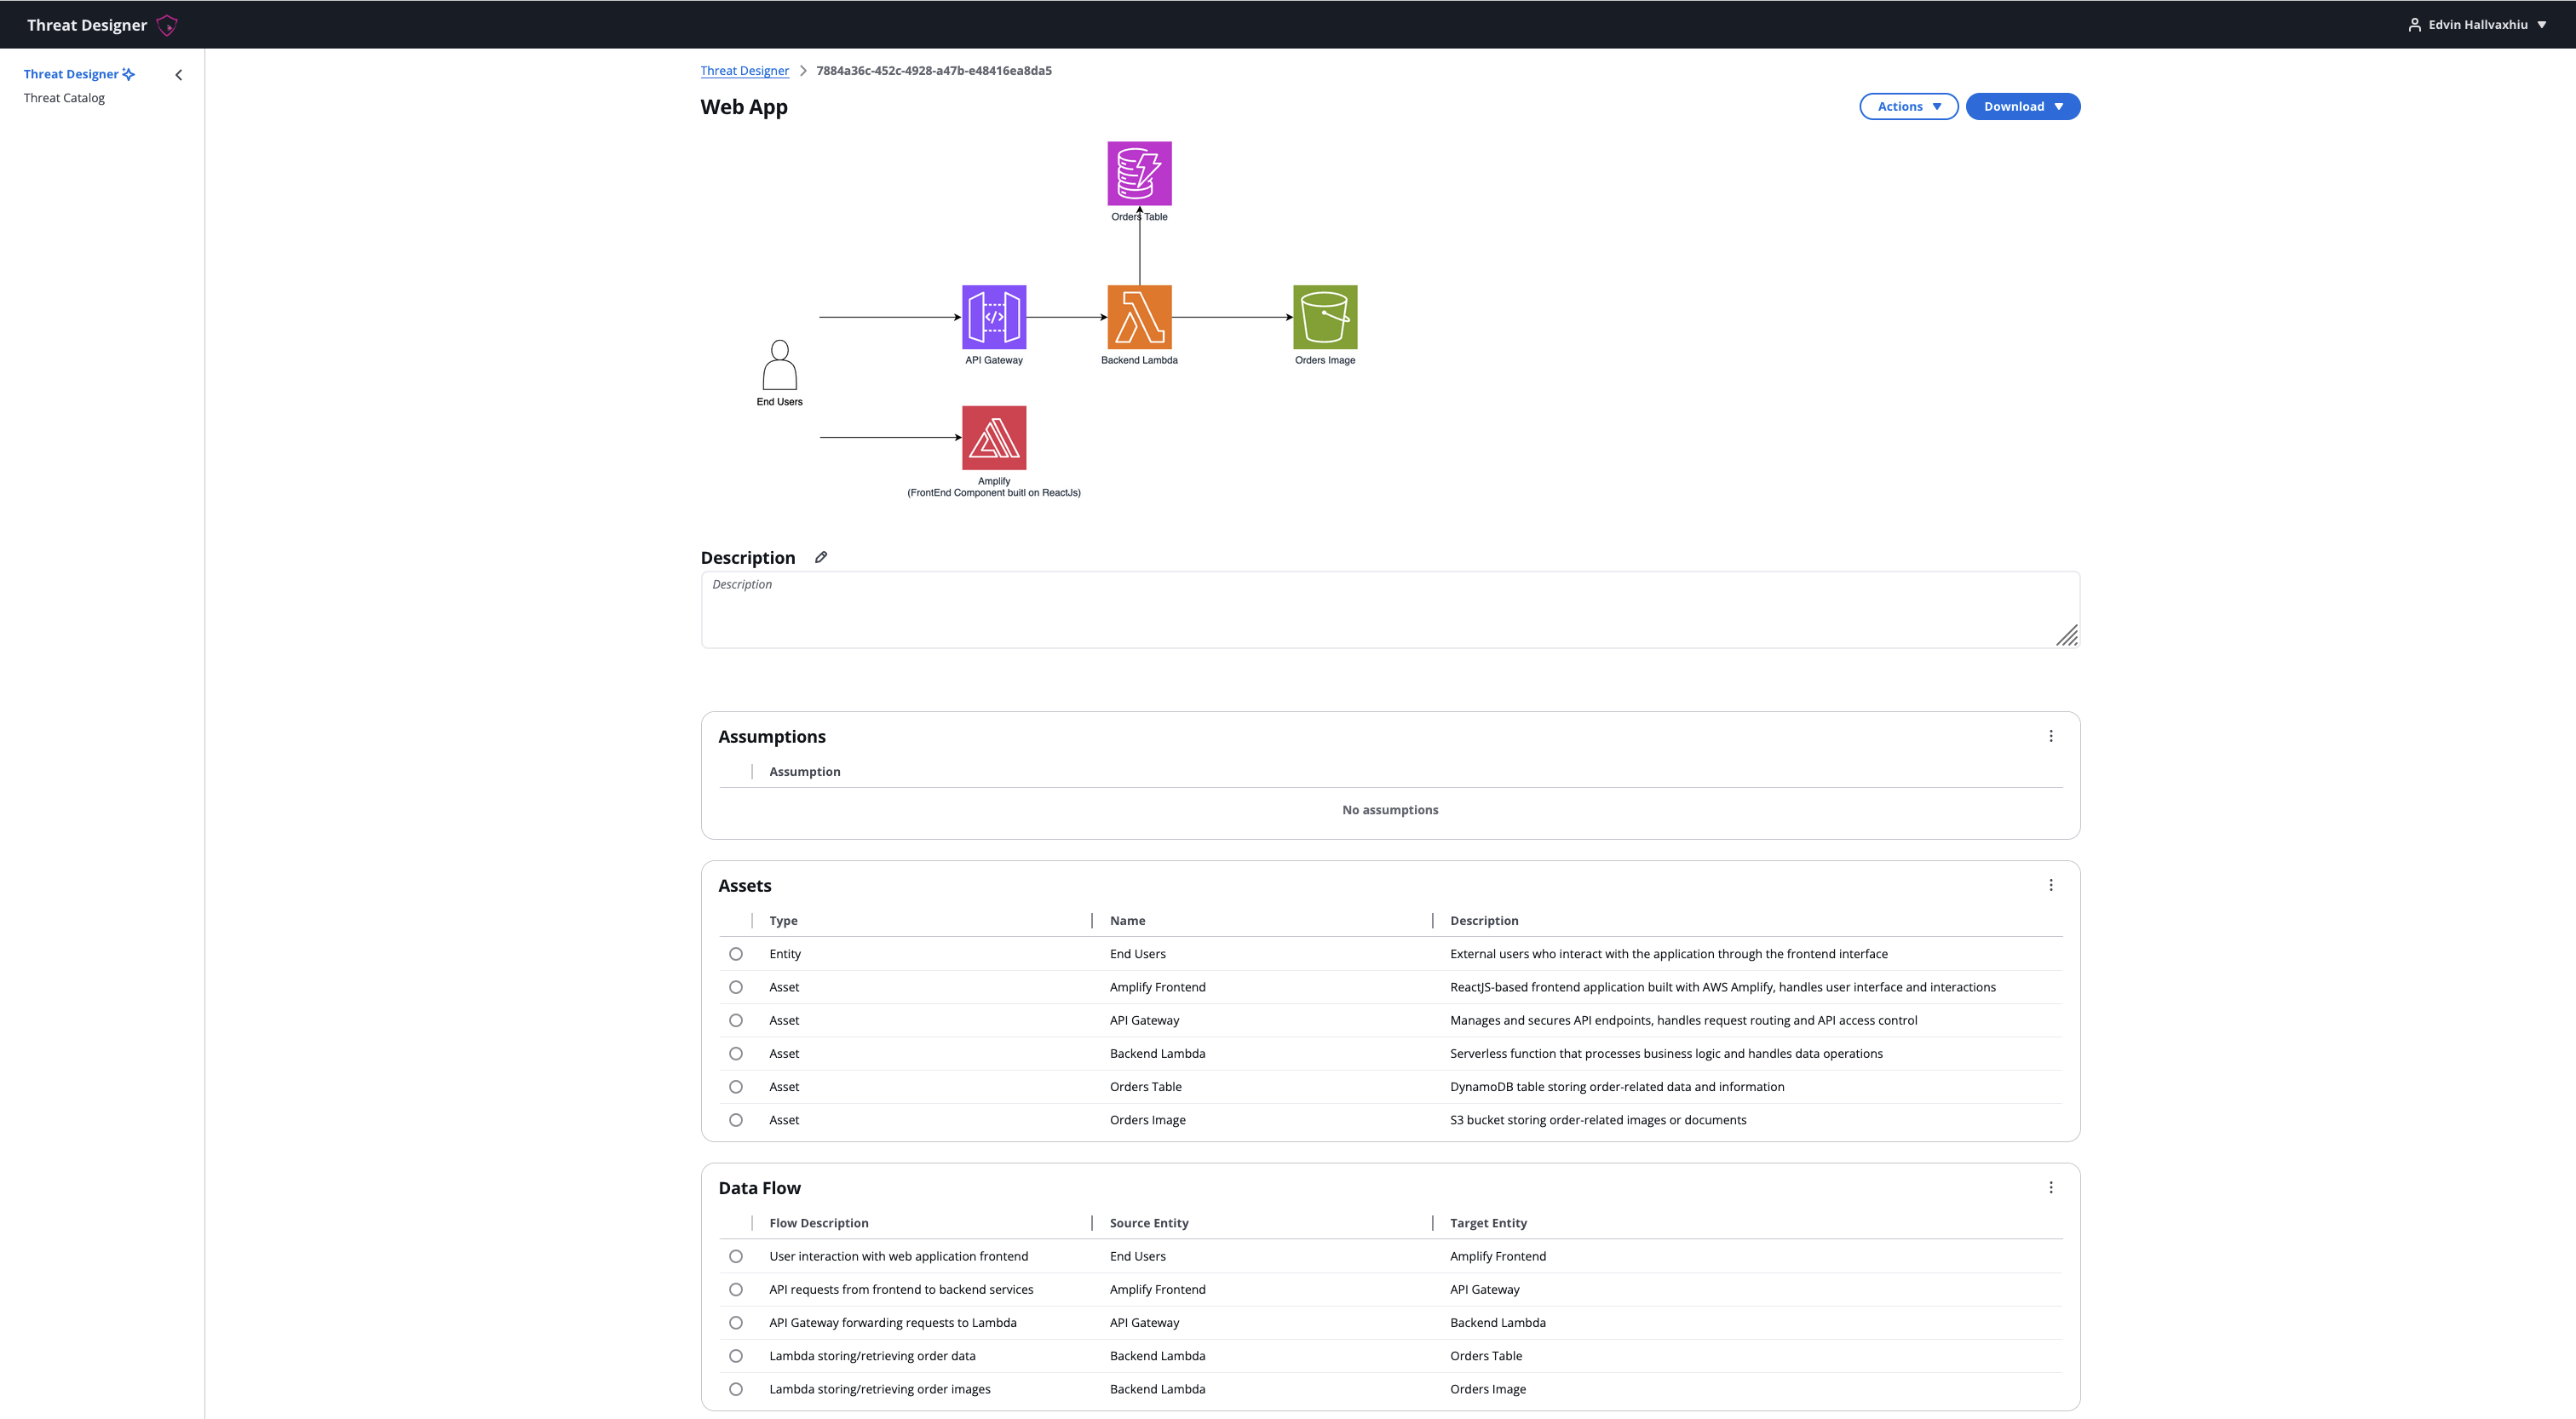 Threat Designer
Edvin Hallvaxhiu
Threat Designer
Threat Catalog
Threat Designer
7884a36c-452c-4928-a47b-e48416ea8da5
Web App
Actions
Download
Orders Table
API Gateway
Backend Lambda
Orders Image
End Users
Amplify
(FrontEnd Component buitl on ReactJs)
Description
Description
Assumptions
Assumption
No assumptions
Assets
Type Name Description
Entity End Users External users who interact with the application through the frontend interface
Asset Amplify Frontend ReactJS-based frontend application built with AWS Amplify, handles user interface and interactions
Asset API Gateway Manages and secures API endpoints, handles request routing and API access control
Asset Backend Lambda Serverless function that processes business logic and handles data operations
Asset Orders Table DynamoDB table storing order-related data and information
Asset Orders Image S3 bucket storing order-related images or documents
Data Flow
Flow Description Source Entity Target Entity
User interaction with web application frontend End Users Amplify Frontend
API requests from frontend to backend services Amplify Frontend API Gateway
API Gateway forwarding requests to Lambda API Gateway Backend Lambda
Lambda storing/retrieving order data Backend Lambda Orders Table
Lambda storing/retrieving order images Backend Lambda Orders Image